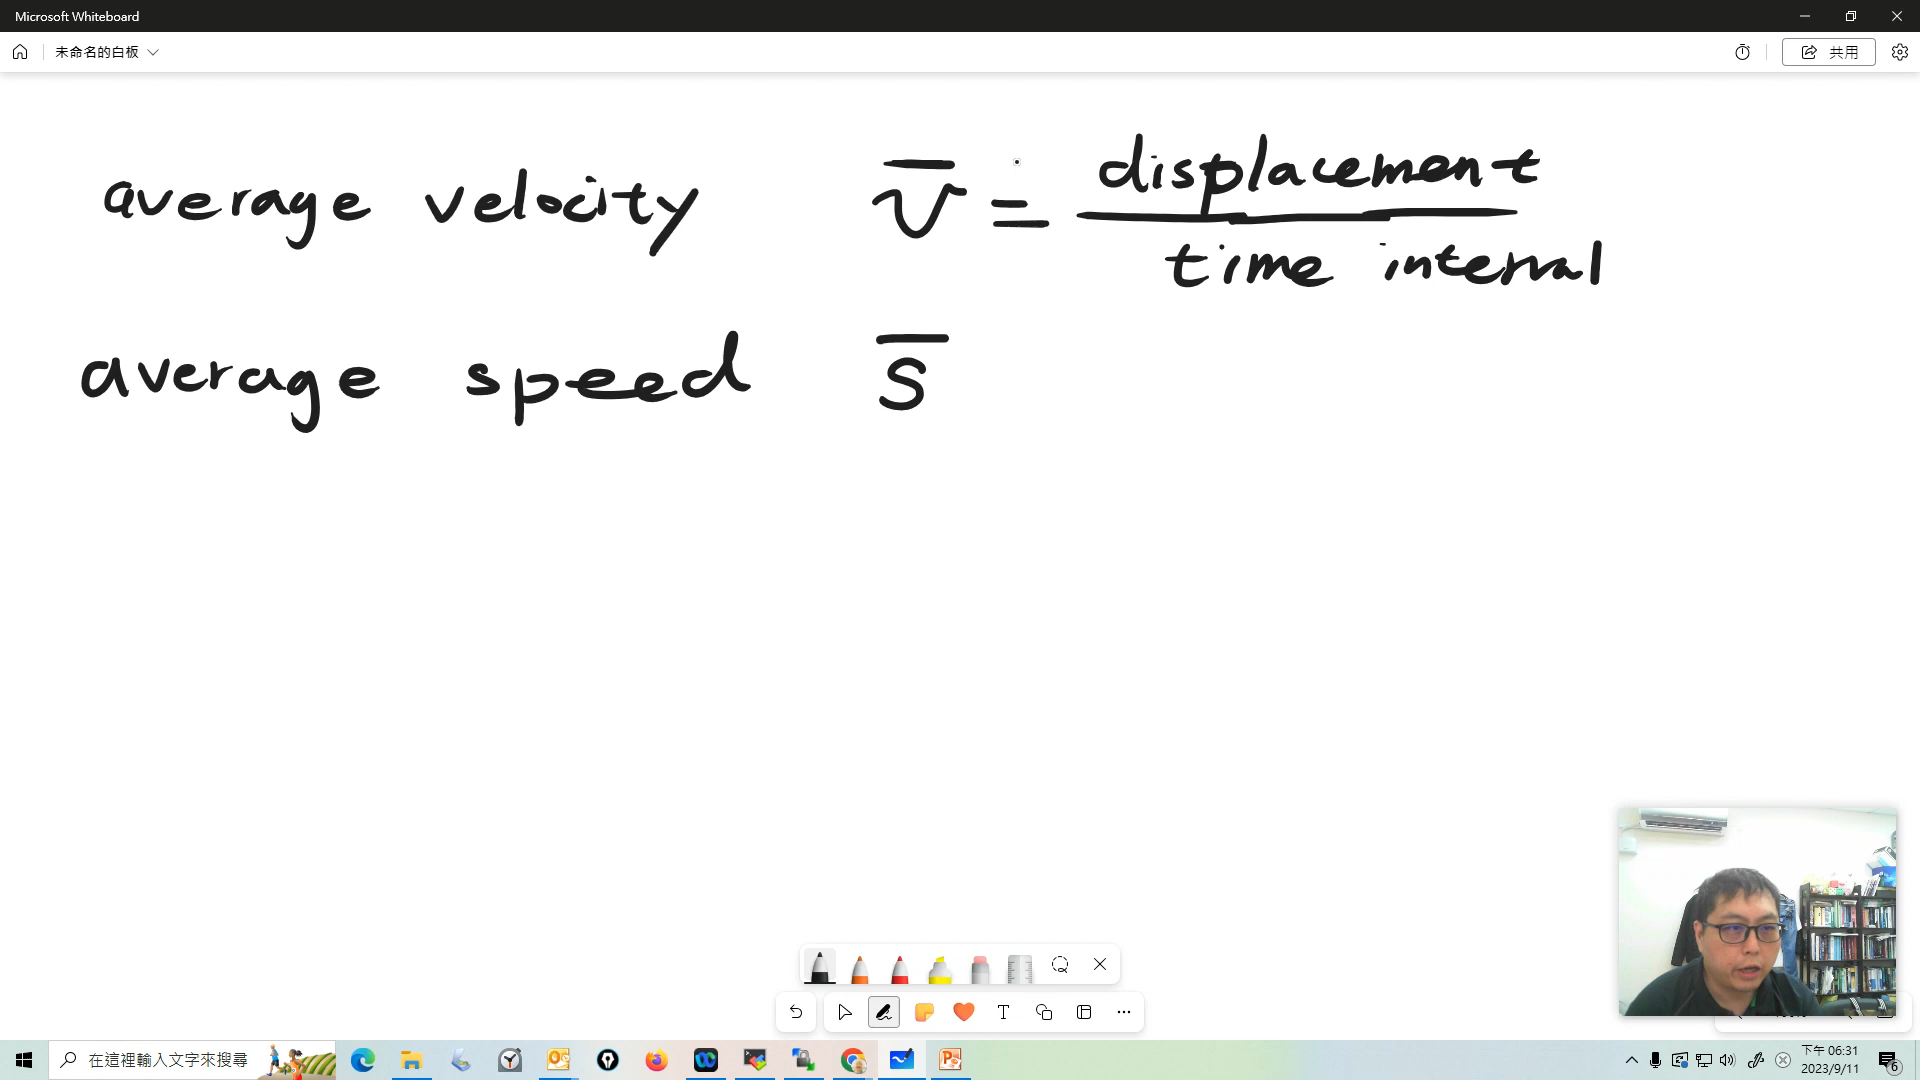 Microsoft Whiteboard
未命名的白板
共用
average velocity v̅ = displacement
time interval
average speed s̅
在這裡輸入文字來搜尋
下午 06:31
2023/9/11
6